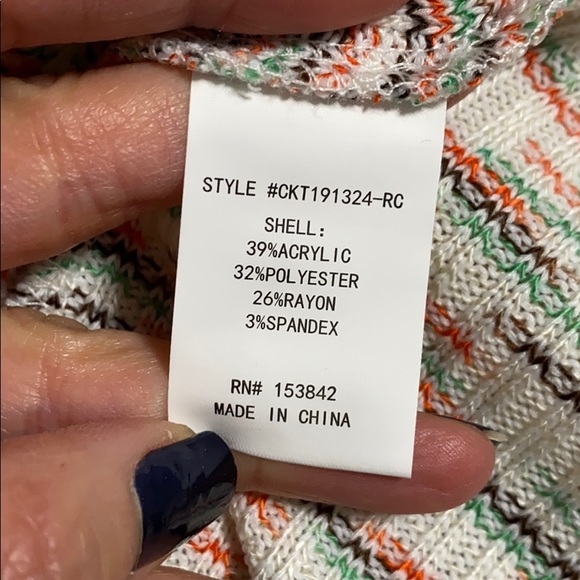 STYLE #CKT191324-RC
SHELL:
39%ACRYLIC
32%POLYESTER
26%RAYON
3%SPANDEX
RN# 153842
MADE IN CHINA